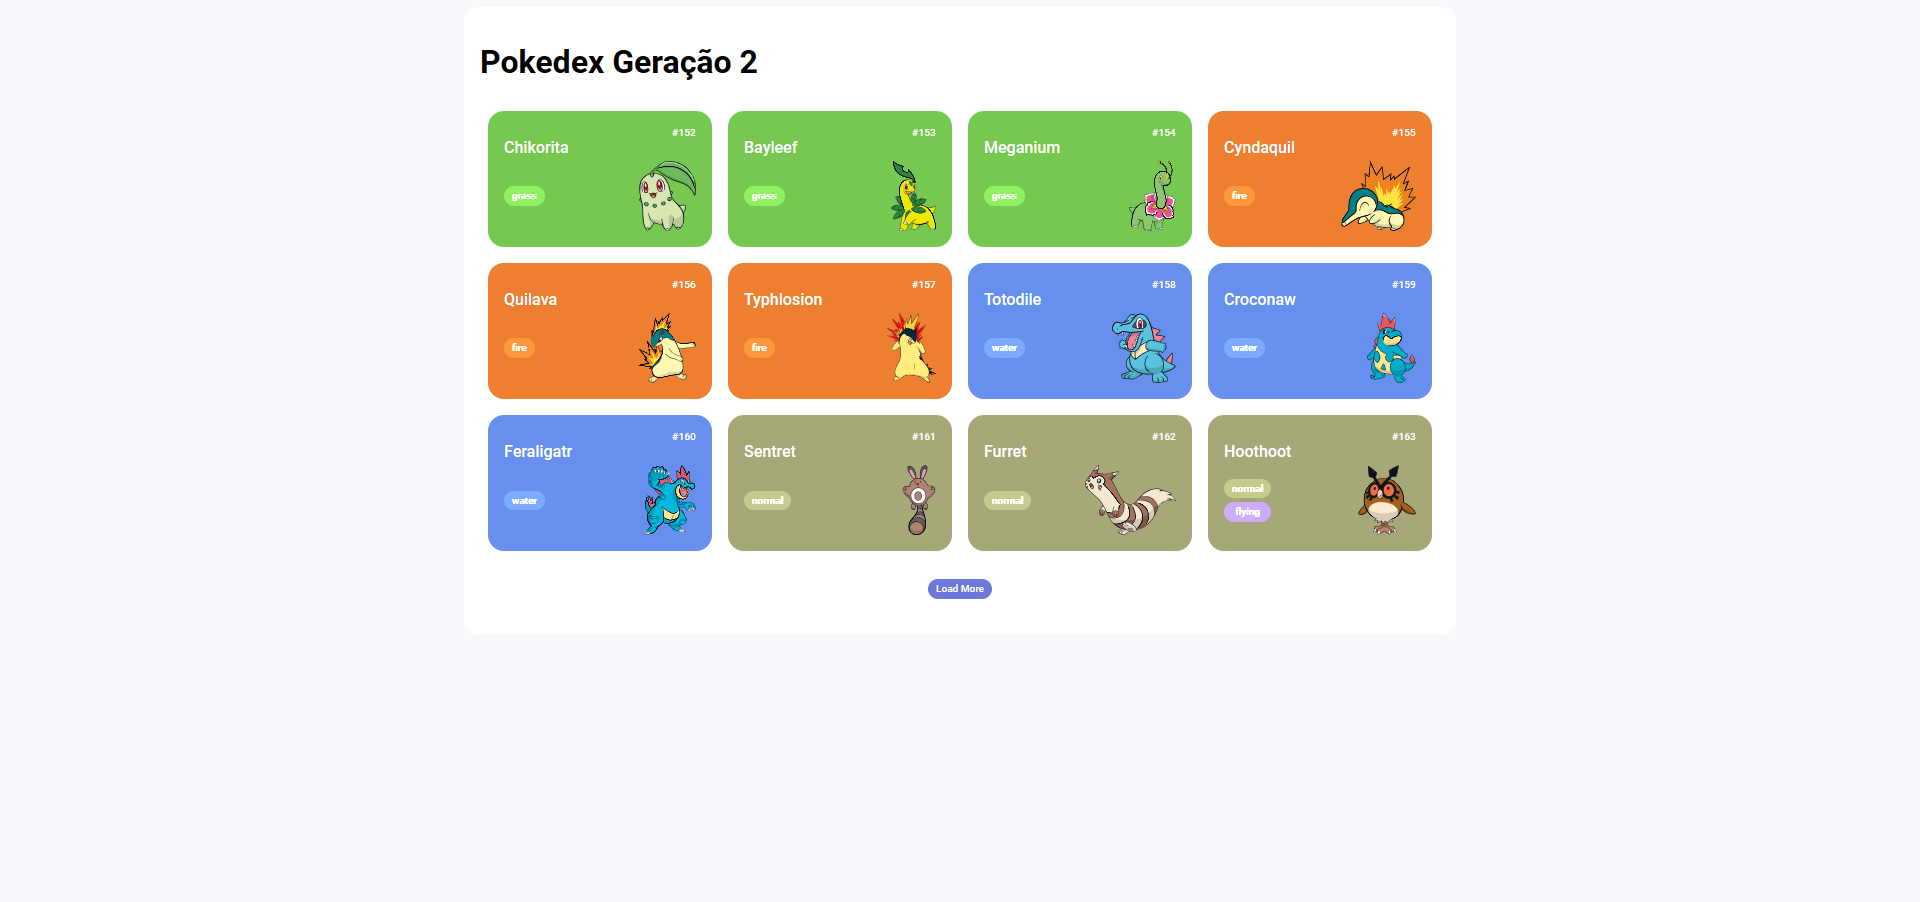 Pokedex Geração 2
#152
Chikorita
grass
#153
Bayleef
grass
#154
Meganium
grass
#155
Cyndaquil
fire
#156
Quilava
fire
#157
Typhlosion
fire
#158
Totodile
water
#159
Croconaw
water
#160
Feraligatr
water
#161
Sentret
normal
#162
Furret
normal
#163
Hoothoot
normal
flying
Load More